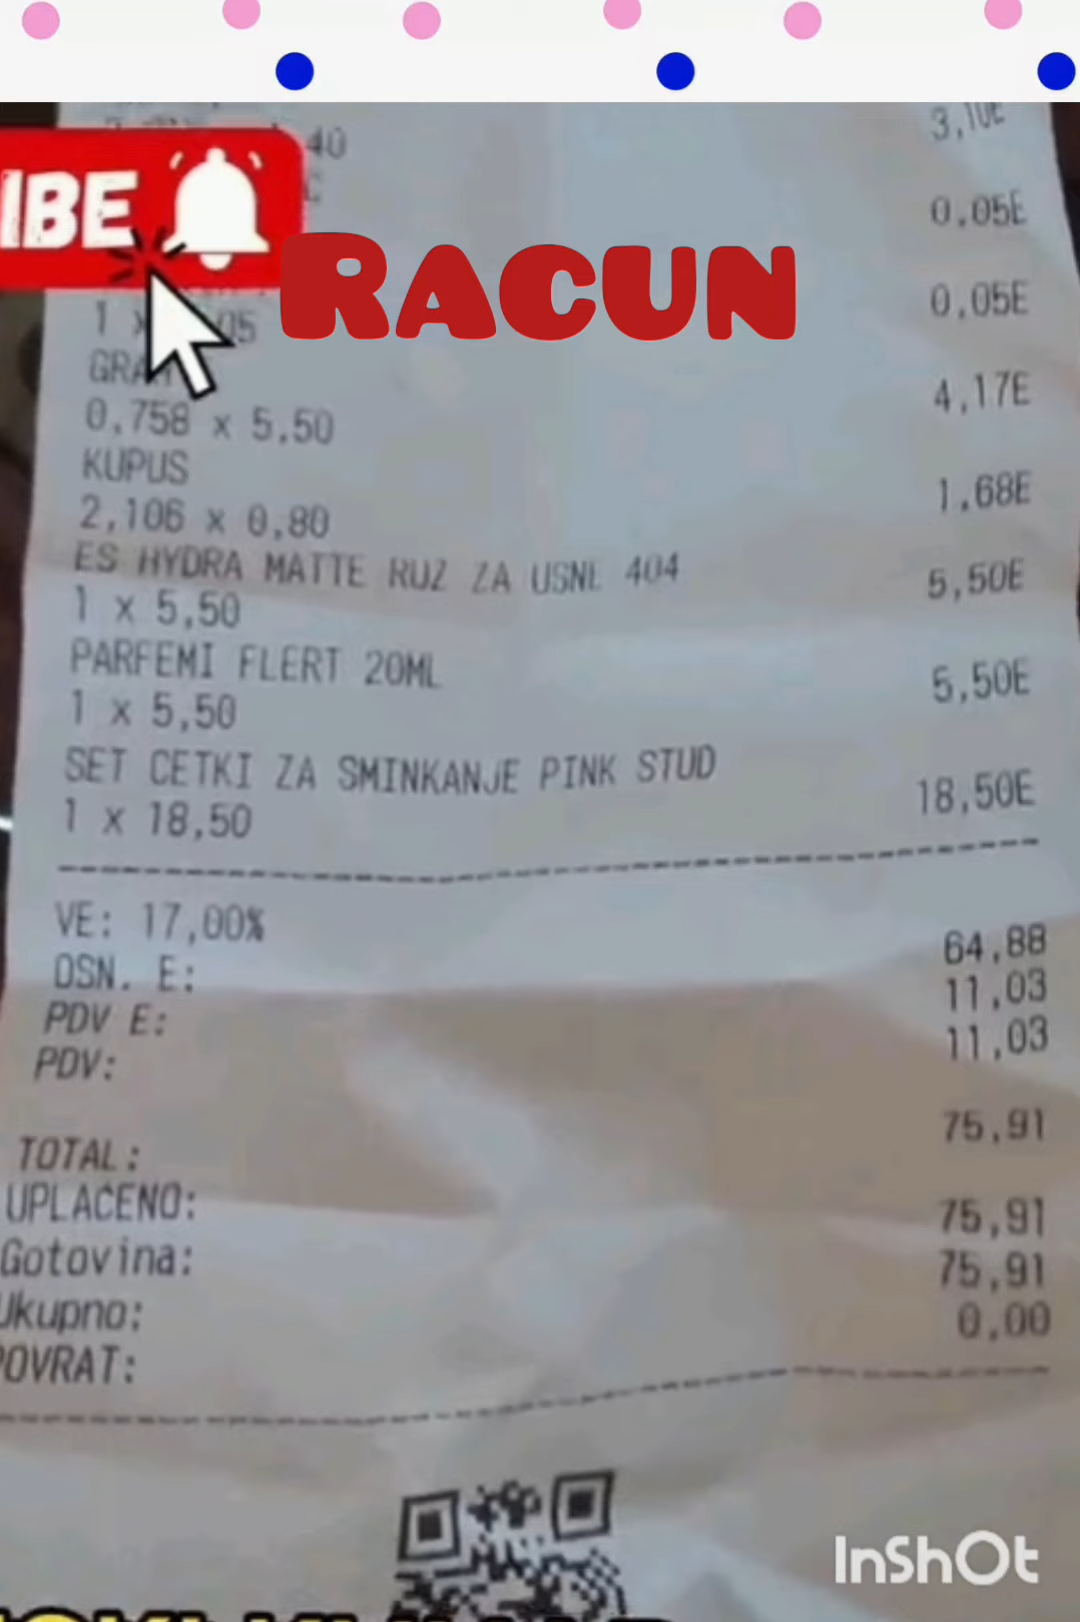 3,10E
40
IBE
0,05E
RACUN
0,05E
GRAH
4,17E
0,758 x 5,50
KUPUS
1,68E
2,106 x 0,80
ES HYDRA MATTE RUZ ZA USNE 404
5,50E
1 x 5,50
PARFEMI FLERT 20ML
5,50E
1 x 5,50
SET CETKI ZA SMINKANJE PINK STUD
18,50E
1 x 18,50
VE: 17,00%
OSN. E: 64,88
PDV E: 11,03
PDV: 11,03
TOTAL: 75,91
UPLACENO:
Gotovina: 75,91
Ukupno: 75,91
POVRAT: 0,00
InShOt